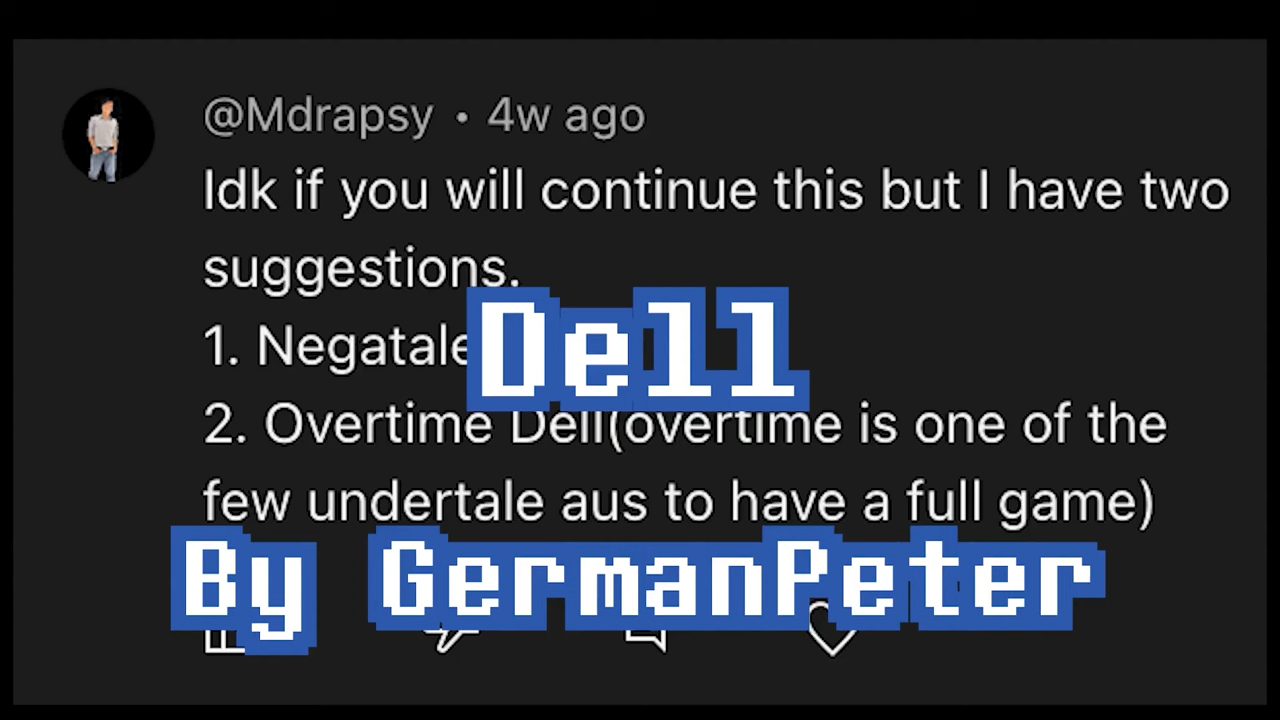 @Mdrapsy • 4w ago
Idk if you will continue this but I have two
suggestions.
1. Negatale
Dell
2. Overtime Dell(overtime is one of the
few undertale aus to have a full game)
By GermanPeter